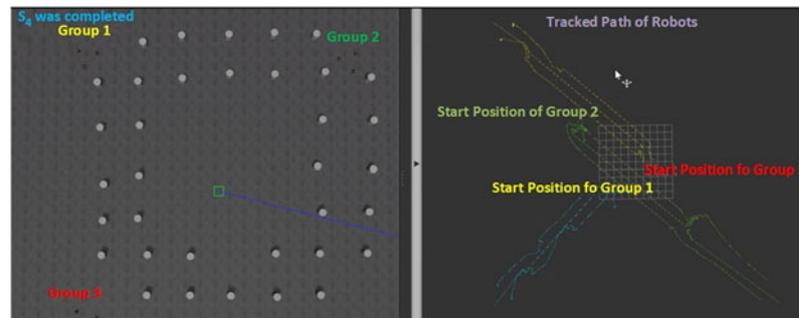 S4 was completed
Group 1
Group 2
Group 3
Tracked Path of Robots
Start Position of Group 2
Start Position fo Group
Start Position fo Group 1